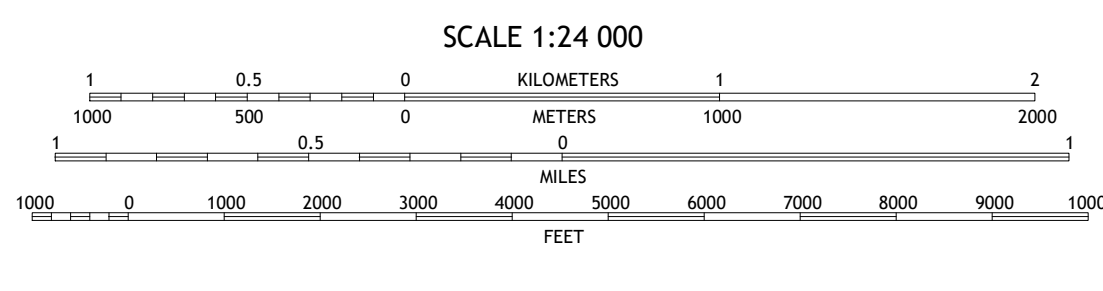 SCALE 1:24 000
1 0.5 0 KILOMETERS 1 2
1000 500 0 METERS 1000 2000
1 0.5 0 1
MILES
1000 0 1000 2000 3000 4000 5000 6000 7000 8000 9000 1000
FEET